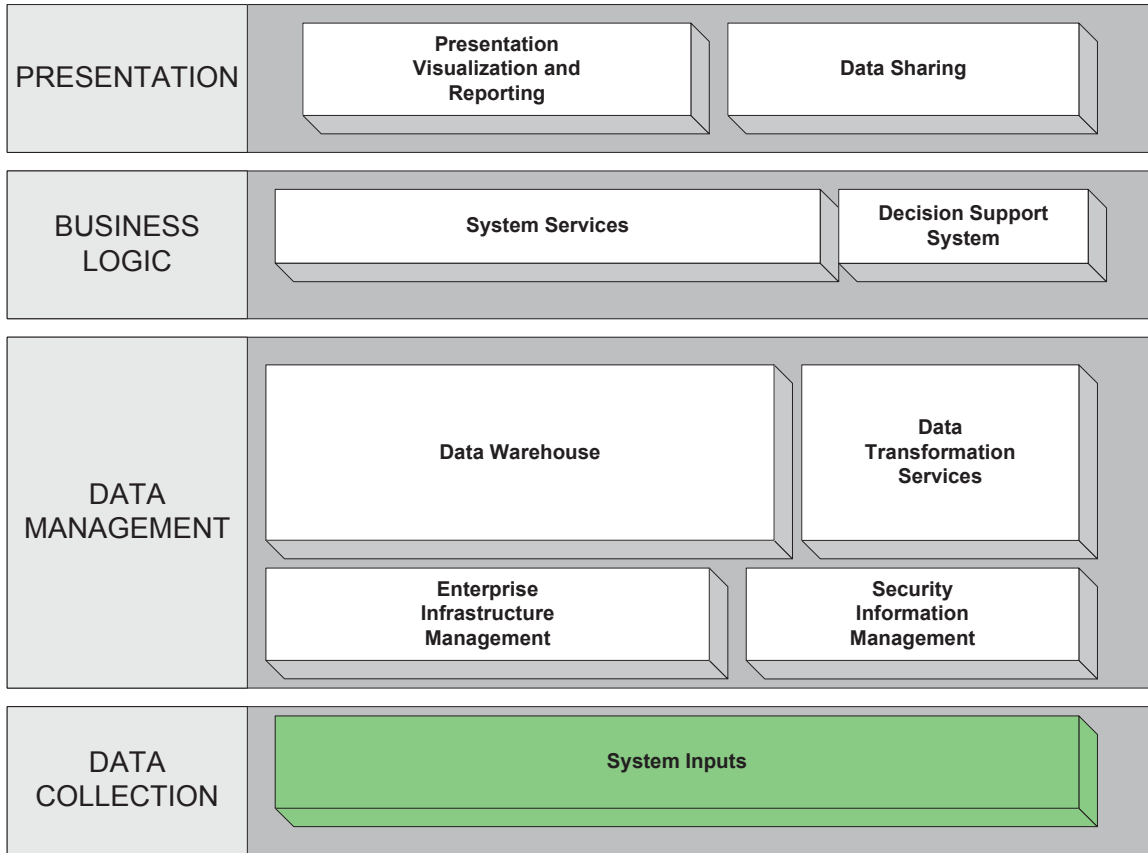 PRESENTATION
Presentation
Visualization and
Reporting
Data Sharing
BUSINESS
LOGIC
System Services
Decision Support
System
DATA
MANAGEMENT
Data Warehouse
Data
Transformation
Services
Enterprise
Infrastructure
Management
Security
Information
Management
DATA
COLLECTION
System Inputs